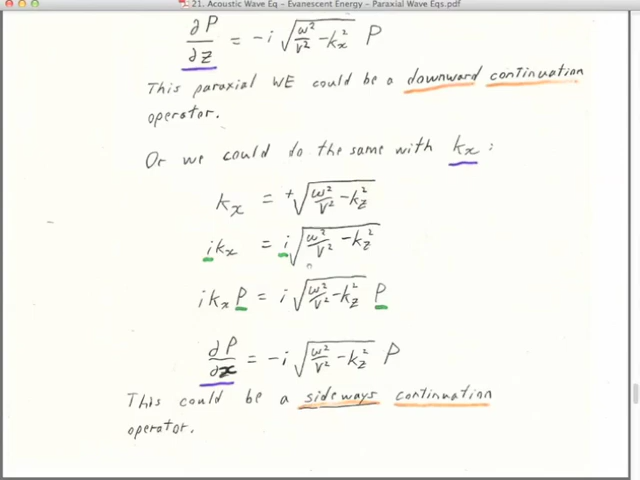 21. Acoustic Wave Eq – Evanescent Energy – Paraxial Wave Eqs.pdf
∂P/∂z = -i √(ω²/v² - kx²) P
This paraxial WE could be a downward continuation
operator.
Or we could do the same with kx :
kx = +√(ω²/v² - kz²)
ikx = i √(ω²/v² - kz²)
ikx P = i √(ω²/v² - kz²) P
∂P/∂x = -i √(ω²/v² - kz²) P
This could be a sideways continuation
operator.